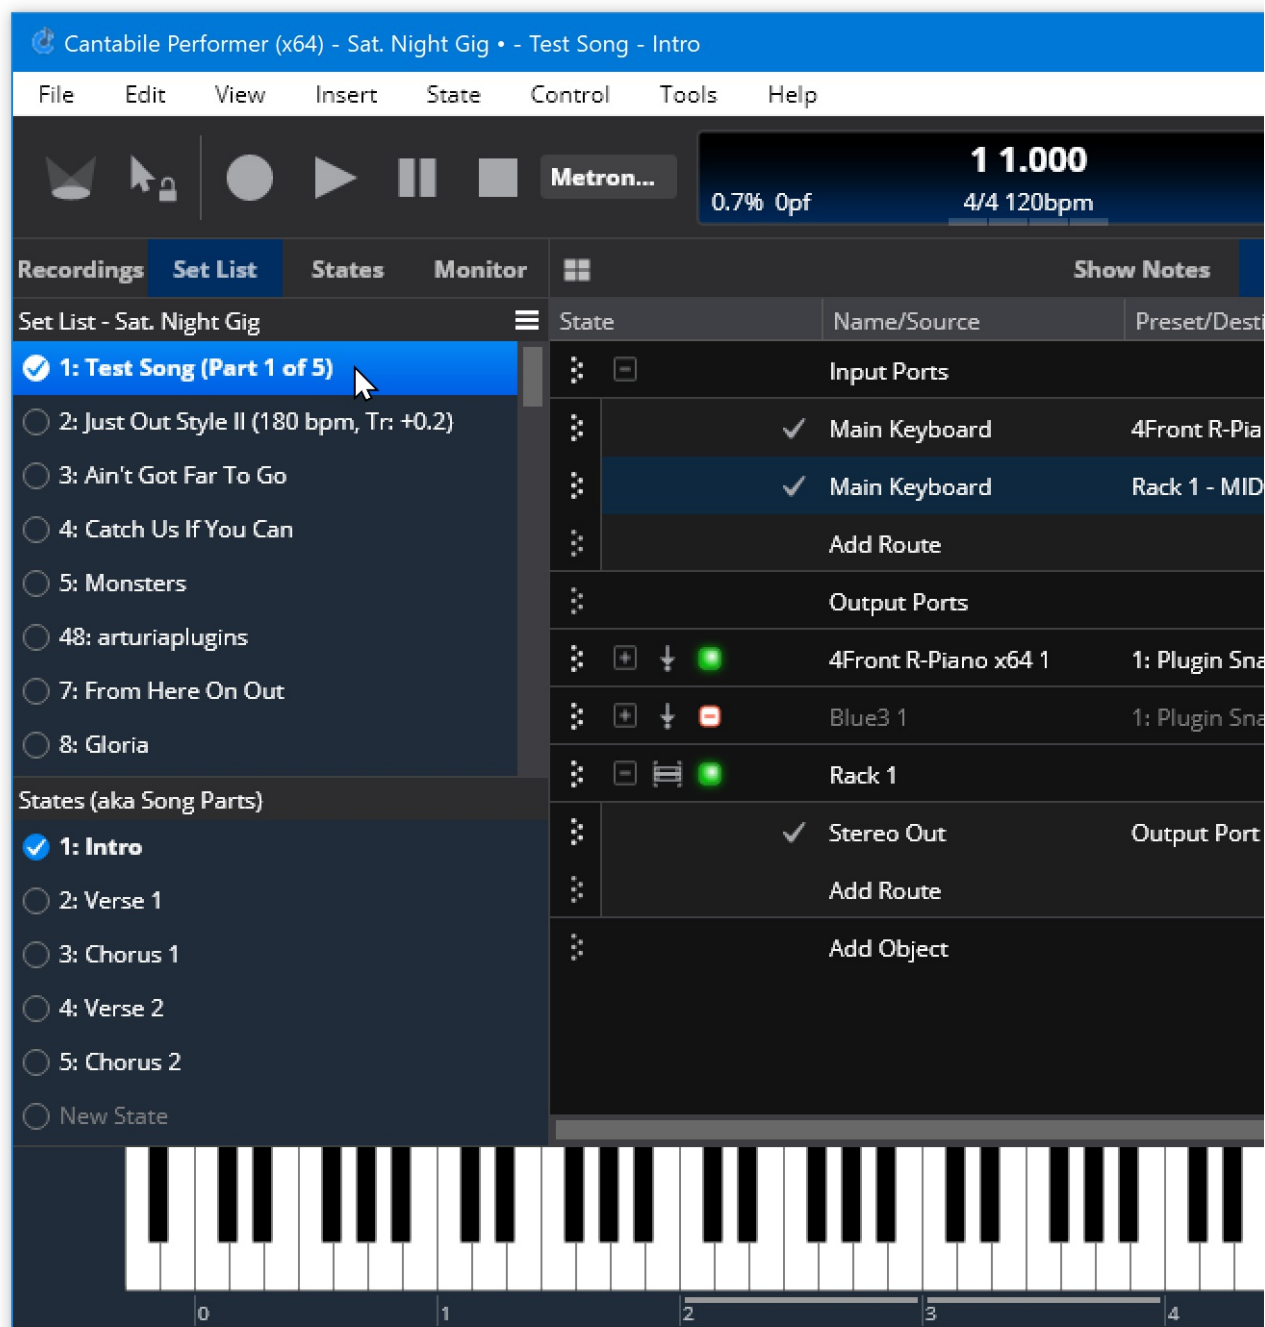 Cantabile Performer (x64) - Sat. Night Gig • - Test Song - Intro
File Edit View Insert State Control Tools Help
Metron...
1 1.000
0.7% 0pf 4/4 120bpm
Recordings Set List States Monitor Show Notes
Set List - Sat. Night Gig
1: Test Song (Part 1 of 5)
2: Just Out Style II (180 bpm, Tr: +0.2)
3: Ain't Got Far To Go
4: Catch Us If You Can
5: Monsters
48: arturiaplugins
7: From Here On Out
8: Gloria
States (aka Song Parts)
1: Intro
2: Verse 1
3: Chorus 1
4: Verse 2
5: Chorus 2
New State
State Name/Source Preset/Desti
Input Ports
Main Keyboard 4Front R-Pia
Main Keyboard Rack 1 - MID
Add Route
Output Ports
4Front R-Piano x64 1 1: Plugin Sna
Blue3 1 1: Plugin Sna
Rack 1
Stereo Out Output Port
Add Route
Add Object
0 1 2 3 4